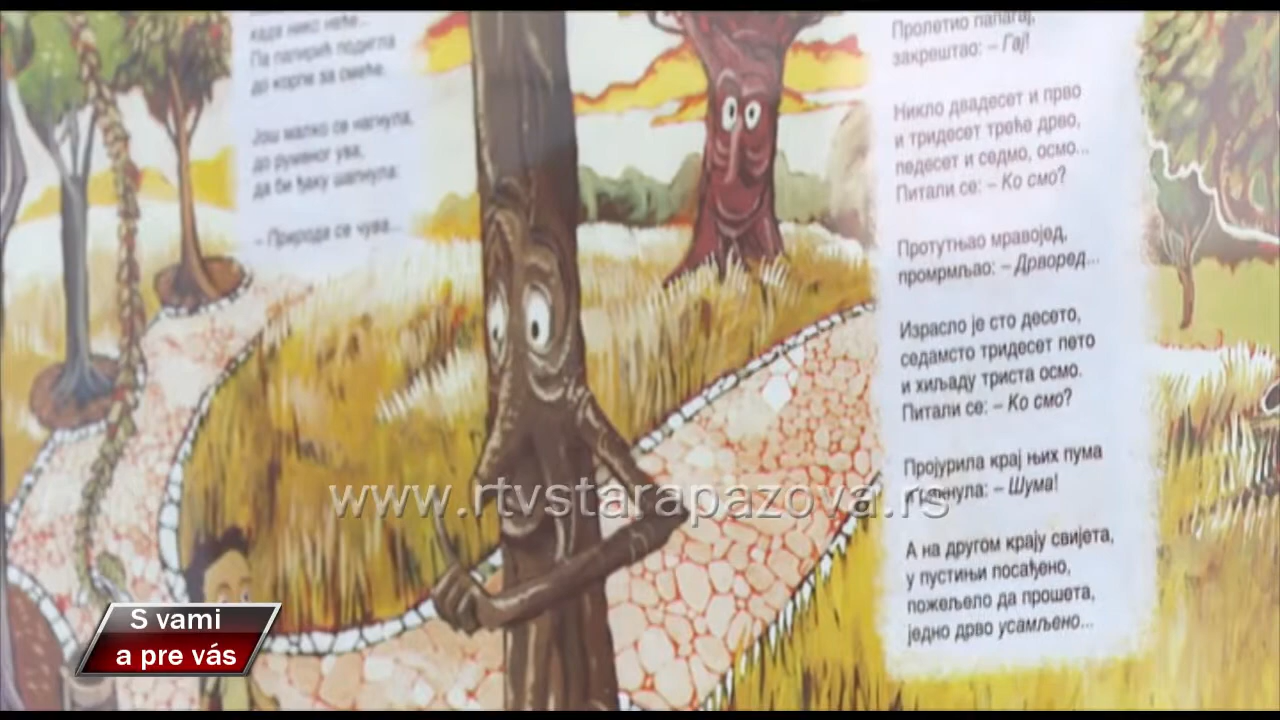 када нико неће...
Па папирић подигла
до корпе за смеће.
Још малко се нагнула,
до руменог ува,
да би ђаку шапнула:
– Природа се чува...
Пролетио папагај,
закрештао: – Гај!
Никло двадесет и прво
и тридесет треће дрво,
педесет и седмо, осмо...
Питали се: – Ко смо?
Протутњао мравојед,
промрмљао: – Дрворед...
Израсло је сто десето,
седамсто тридесет пето
и хиљаду триста осмо.
Питали се: – Ко смо?
Пројурила крај њих пума
и – Шума!
А на другом крају свијета,
у пустињи посађено,
пожељело да прошета,
једно дрво усамљено...
www.rtvstarapazova.rs
S vami
a pre vás